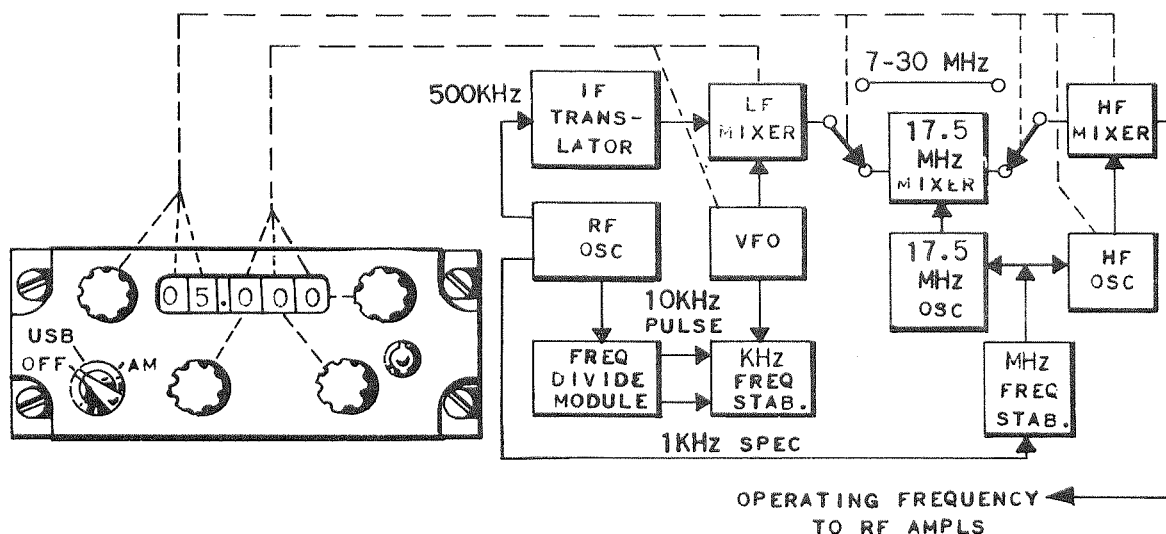 7-30 MHz
500KHz
IF
TRANS-
LATOR
LF
MIXER
17.5
MHz
MIXER
HF
MIXER
RF
OSC
VFO
17.5
MHz
OSC
HF
OSC
05.000
USB
OFF
AM
10KHz
PULSE
FREQ
DIVIDE
MODULE
KHz
FREQ
STAB.
MHz
FREQ
STAB.
1KHz SPEC
OPERATING FREQUENCY
TO RF AMPLS